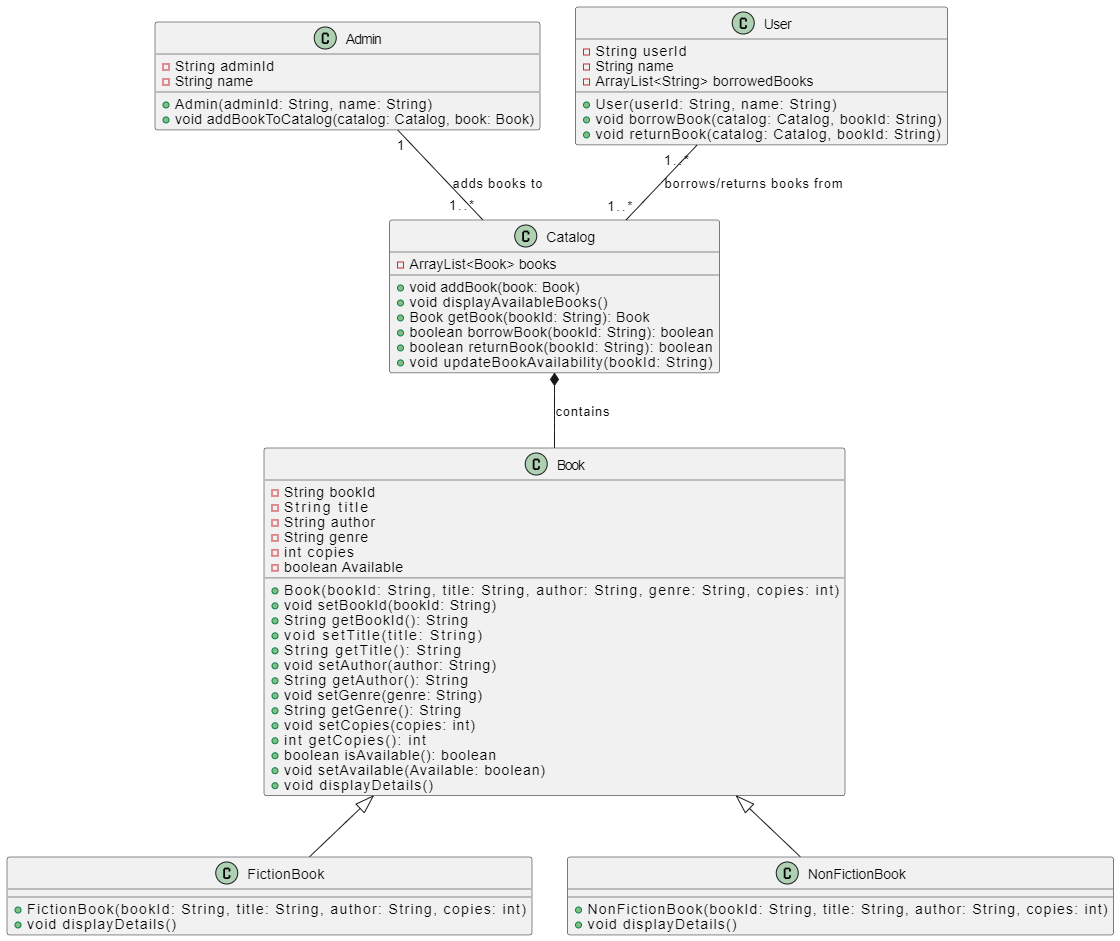 C Admin
String adminId
String name
Admin(adminId: String, name: String)
void addBookToCatalog(catalog: Catalog, book: Book)
C User
String userId
String name
ArrayList<String> borrowedBooks
User(userId: String, name: String)
void borrowBook(catalog: Catalog, bookId: String)
void returnBook(catalog: Catalog, bookId: String)
1
adds books to
1..*
1..*
borrows/returns books from
1..*
C Catalog
ArrayList<Book> books
void addBook(book: Book)
void displayAvailableBooks()
Book getBook(bookId: String): Book
boolean borrowBook(bookId: String): boolean
boolean returnBook(bookId: String): boolean
void updateBookAvailability(bookId: String)
contains
C Book
String bookId
String title
String author
String genre
int copies
boolean Available
Book(bookId: String, title: String, author: String, genre: String, copies: int)
void setBookId(bookId: String)
String getBookId(): String
void setTitle(title: String)
String getTitle(): String
void setAuthor(author: String)
String getAuthor(): String
void setGenre(genre: String)
String getGenre(): String
void setCopies(copies: int)
int getCopies(): int
boolean isAvailable(): boolean
void setAvailable(Available: boolean)
void displayDetails()
C FictionBook
FictionBook(bookId: String, title: String, author: String, copies: int)
void displayDetails()
C NonFictionBook
NonFictionBook(bookId: String, title: String, author: String, copies: int)
void displayDetails()